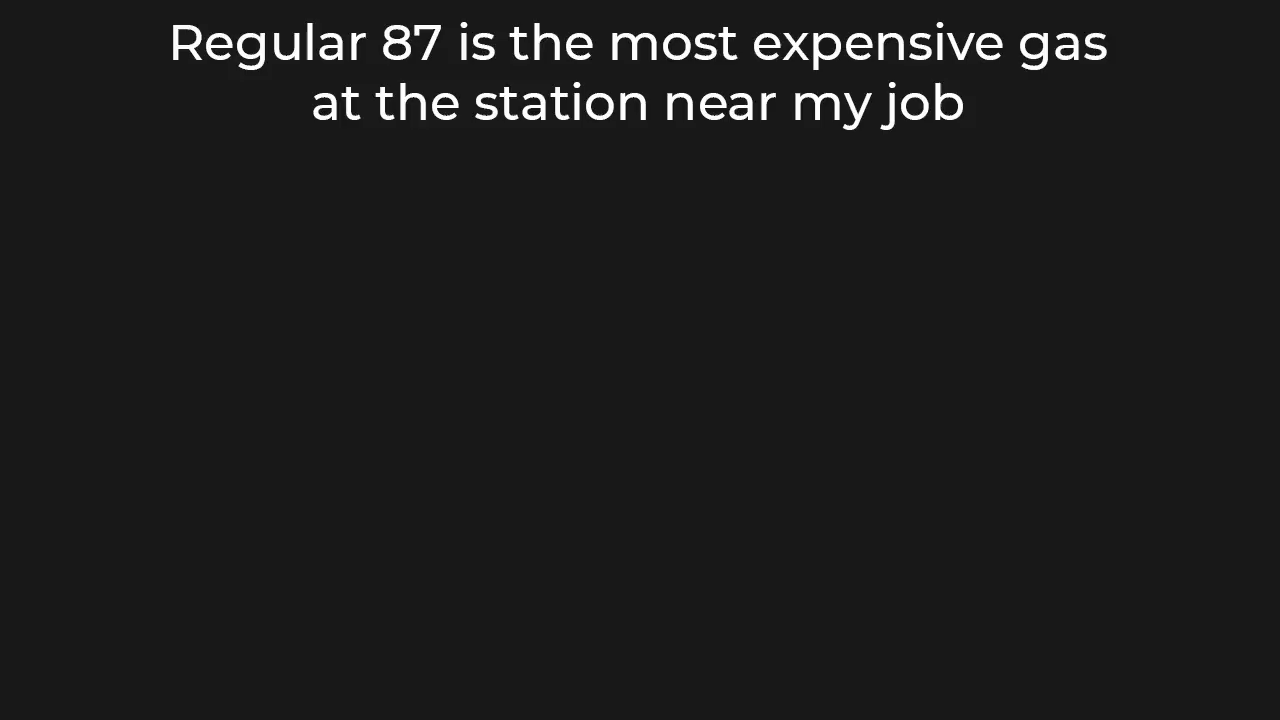 Regular 87 is the most expensive gas
at the station near my job